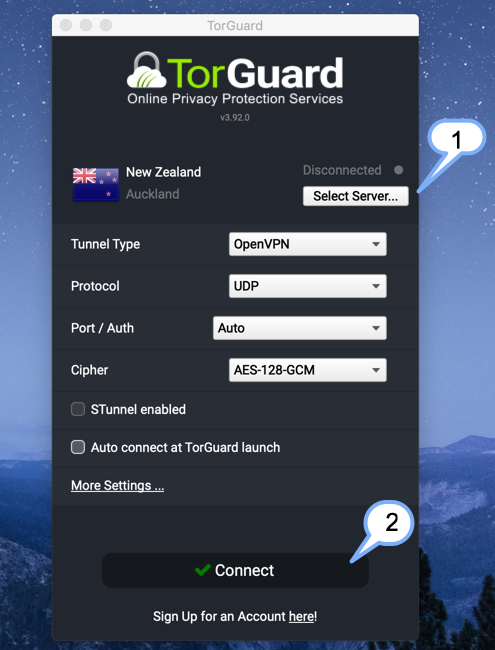 TorGuard
TorGuard
Online Privacy Protection Services
v3.92.0
1
New Zealand
Disconnected
Auckland
Select Server...
Tunnel Type
OpenVPN
Protocol
UDP
Port / Auth
Auto
Cipher
AES-128-GCM
STunnel enabled
Auto connect at TorGuard launch
More Settings ...
2
Connect
Sign Up for an Account here!